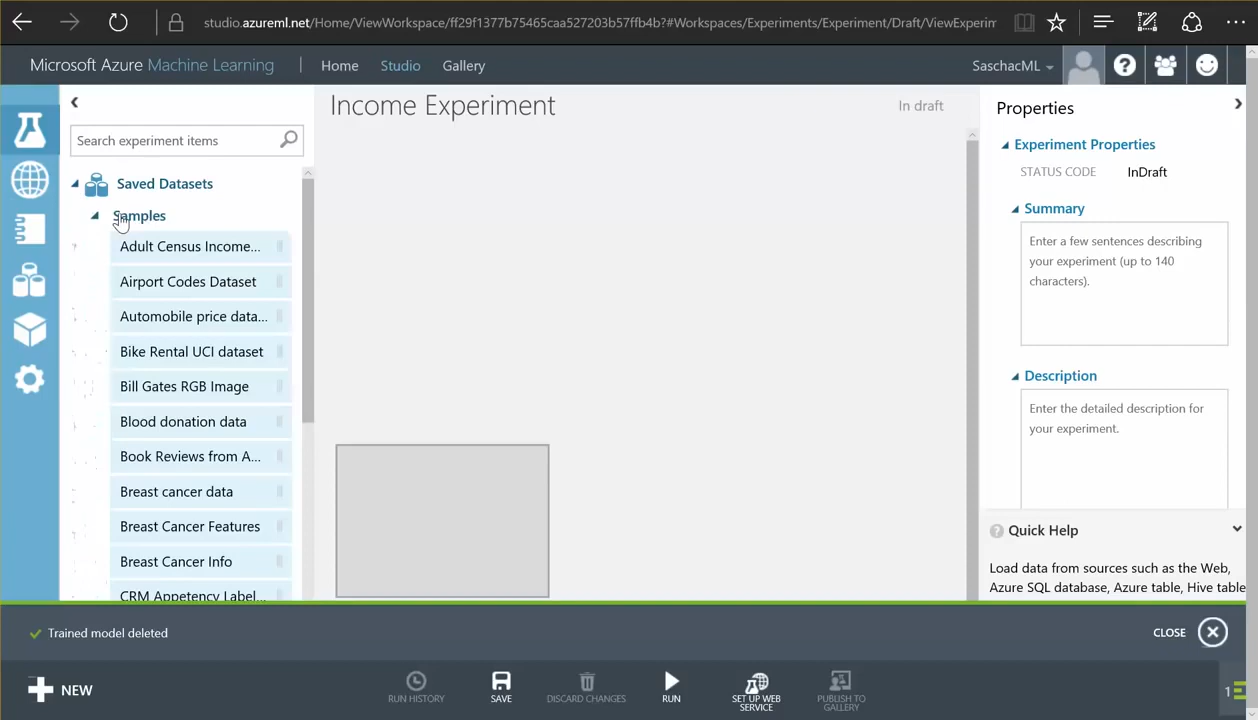 studio.azureml.net/Home/ViewWorkspace/ff29f1377b75465caa527203b57ffb4b?#Workspaces/Experiments/Experiment/Draft/ViewExperim
Microsoft Azure Machine Learning | Home Studio Gallery SaschacML
Income Experiment
In draft
Search experiment items
Saved Datasets
Samples
Adult Census Income...
Airport Codes Dataset
Automobile price data...
Bike Rental UCI dataset
Bill Gates RGB Image
Blood donation data
Book Reviews from A...
Breast cancer data
Breast Cancer Features
Breast Cancer Info
CRM Appetency Label...
Properties
Experiment Properties
STATUS CODE InDraft
Summary
Enter a few sentences describing
your experiment (up to 140
characters).
Description
Enter the detailed description for
your experiment.
Quick Help
Load data from sources such as the Web,
Azure SQL database, Azure table, Hive table
Trained model deleted
CLOSE
NEW
RUN HISTORY
SAVE
DISCARD CHANGES
RUN
SET UP WEB
SERVICE
PUBLISH TO
GALLERY
1